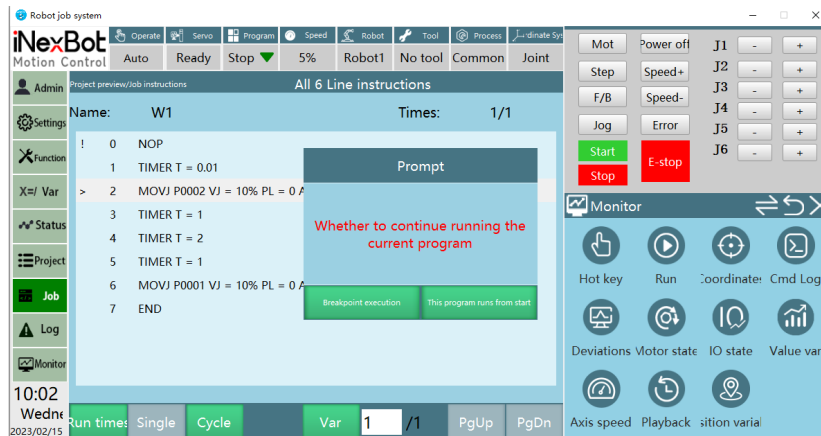 Robot job system
iNexBot
Motion Control
Operate Servo Program Speed Robot Tool Process
Auto Ready Stop 5% Robot1 No tool Common Joint
Admin
Settings
Function
X=/ Var
Status
Project
Job
Log
Monitor
10:02
Wedne
2023/02/15
Project preview/Job instructions All 6 Line instructions
Name: W1 Times: 1/1
! 0 NOP
1 TIMER T = 0.01
> 2 MOVJ P0002 VJ = 10% PL = 0 A
3 TIMER T = 1
4 TIMER T = 2
5 TIMER T = 1
6 MOVJ P0001 VJ = 10% PL = 0 A
7 END
Prompt
Whether to continue running the
current program
Breakpoint execution This program runs from start
Run times Single Cycle Var 1 /1 PgUp PgDn
Mot Power off J1 - +
Step Speed+ J2 - +
F/B Speed- J3 - +
J4 - +
Jog Error J5 - +
Start E-stop J6 - +
Stop
Monitor
Hot key Run Coordinates Cmd Log
Deviations Motor state IO state Value var
Axis speed Playback sition varial